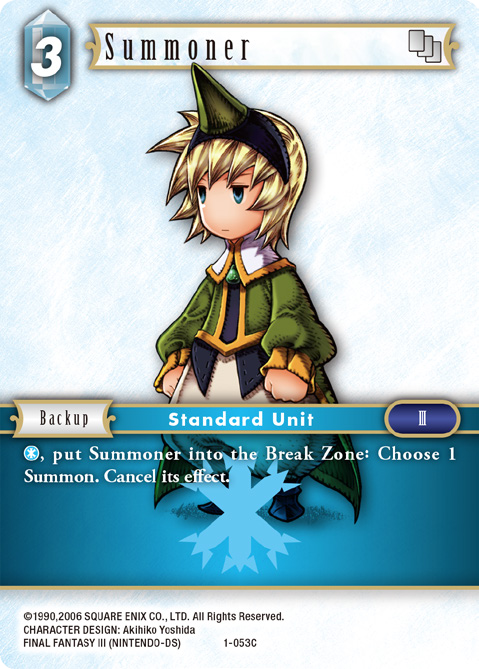 3
Summoner
Backup
Standard Unit
III
, put Summoner into the Break Zone: Choose 1
Summon. Cancel its effect.
©1990,2006 SQUARE ENIX CO., LTD. All Rights Reserved.
CHARACTER DESIGN: Akihiko Yoshida
FINAL FANTASY III (NINTENDO-DS) 1-053C